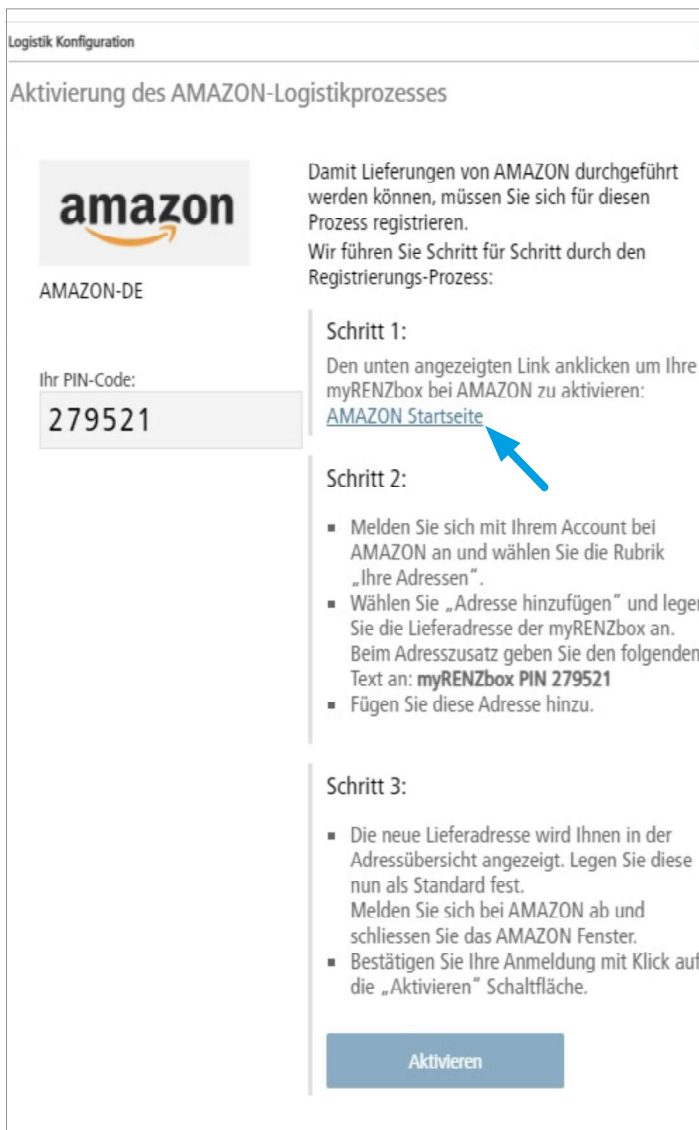 Logistik Konfiguration
Aktivierung des AMAZON-Logistikprozesses
amazon
AMAZON-DE
Ihr PIN-Code:
279521
Damit Lieferungen von AMAZON durchgeführt
werden können, müssen Sie sich für diesen
Prozess registrieren.
Wir führen Sie Schritt für Schritt durch den
Registrierungs-Prozess:
Schritt 1:
Den unten angezeigten Link anklicken um Ihre
myRENZbox bei AMAZON zu aktivieren:
AMAZON Startseite
Schritt 2:
▪ Melden Sie sich mit Ihrem Account bei
AMAZON an und wählen Sie die Rubrik
„Ihre Adressen“.
▪ Wählen Sie „Adresse hinzufügen“ und legen
Sie die Lieferadresse der myRENZbox an.
Beim Adresszusatz geben Sie den folgenden
Text an: myRENZbox PIN 279521
▪ Fügen Sie diese Adresse hinzu.
Schritt 3:
▪ Die neue Lieferadresse wird Ihnen in der
Adressübersicht angezeigt. Legen Sie diese
nun als Standard fest.
Melden Sie sich bei AMAZON ab und
schliessen Sie das AMAZON Fenster.
▪ Bestätigen Sie Ihre Anmeldung mit Klick auf
die „Aktivieren“ Schaltfläche.
Aktivieren